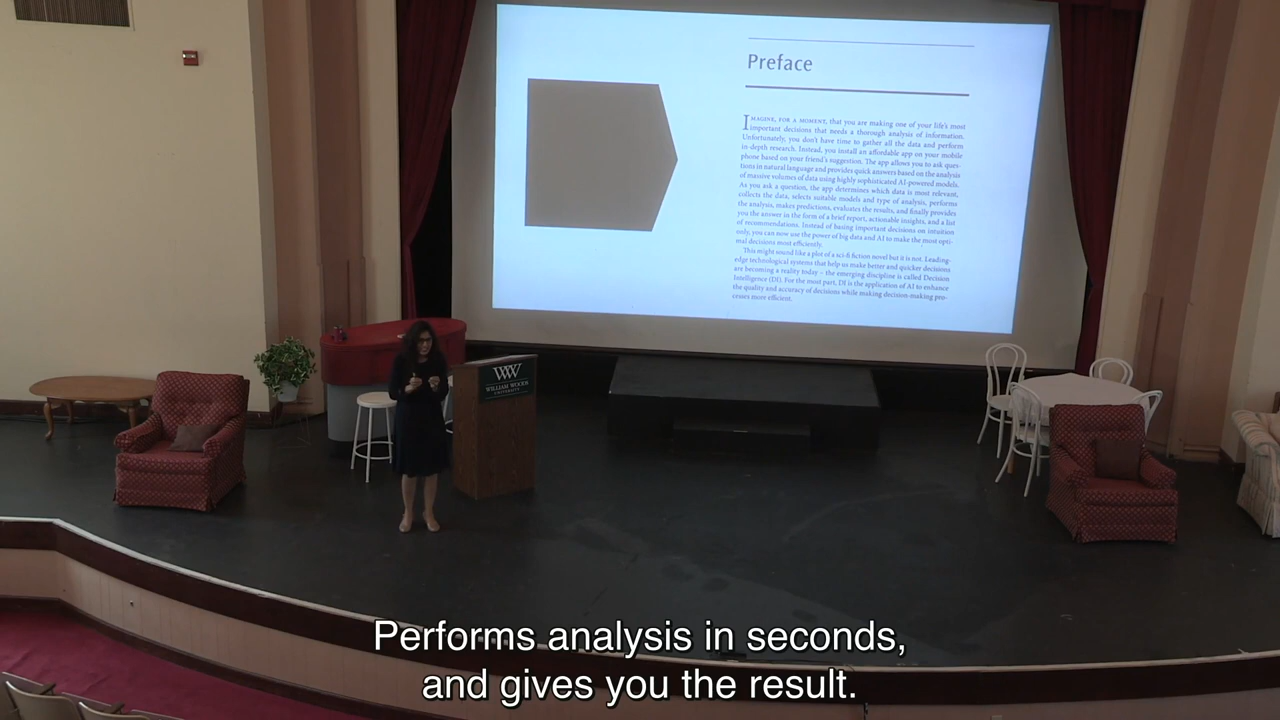 Preface
IMAGINE, FOR A MOMENT, that you are making one of your life's most
important decisions that needs a thorough analysis of information.
Unfortunately, you don't have time to gather all the data and perform
in-depth research. Instead, you install an affordable app on your mobile
phone based on your friend's suggestion. The app allows you to ask ques-
tions in natural language and provides quick answers based on the analysis
of massive volumes of data using highly sophisticated AI-powered models.
As you ask a question, the app determines which data is most relevant,
collects the data, selects suitable models and type of analysis, performs
the analysis, makes predictions, evaluates the results, and finally provides
you the answer in the form of a brief report, actionable insights, and a list
of recommendations. Instead of basing important decisions on intuition
only, you can now use the power of big data and AI to make the most opti-
mal decisions most efficiently.
This might sound like a plot of a sci-fi fiction novel but it is not. Leading-
edge technological systems that help us make better and quicker decisions
are becoming a reality today – the emerging discipline is called Decision
Intelligence (DI). For the most part, DI is the application of AI to enhance
the quality and accuracy of decisions while making decision-making pro-
cesses more efficient.
WW
WILLIAM WOODS
UNIVERSITY
Performs analysis in seconds,
and gives you the result.